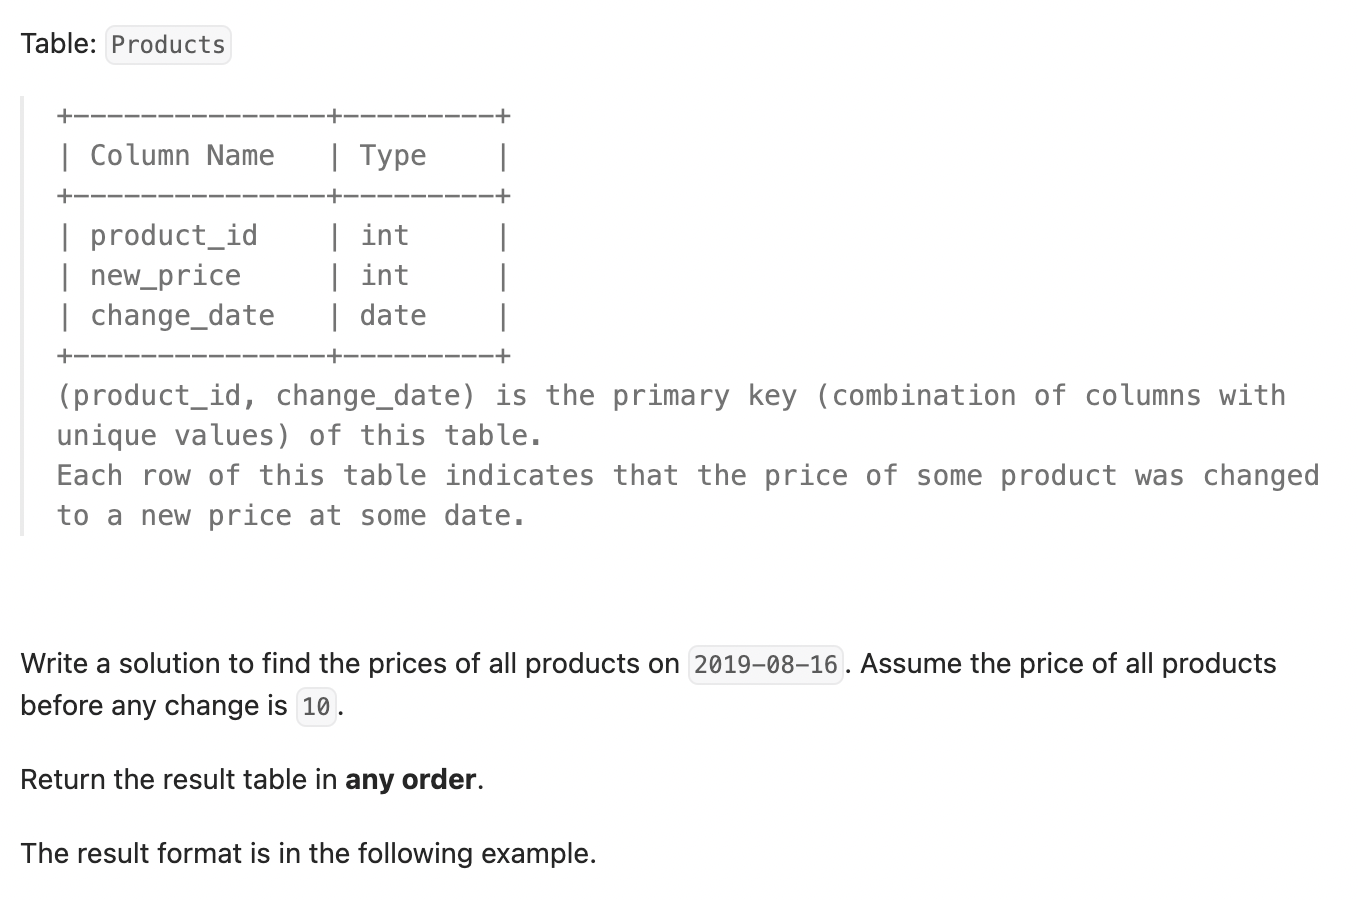 Table: Products
+---------------+---------+
| Column Name   | Type    |
+---------------+---------+
| product_id    | int     |
| new_price     | int     |
| change_date   | date    |
+---------------+---------+
(product_id, change_date) is the primary key (combination of columns with
unique values) of this table.
Each row of this table indicates that the price of some product was changed
to a new price at some date.
Write a solution to find the prices of all products on 2019-08-16. Assume the price of all products
before any change is 10.
Return the result table in any order.
The result format is in the following example.